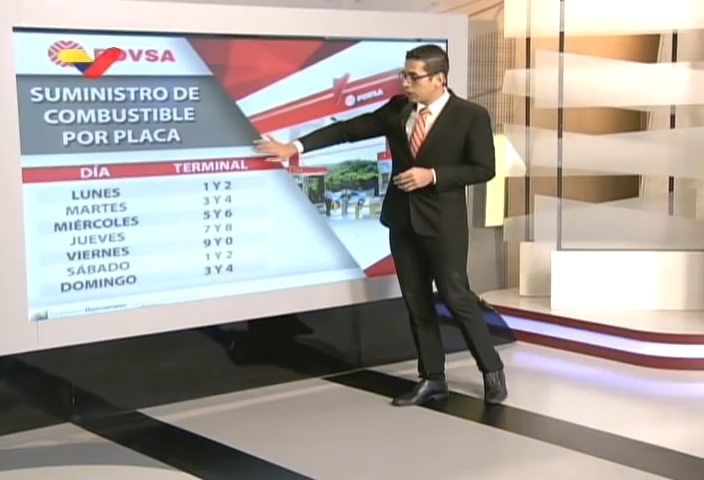 PDVSA
SUMINISTRO DE
COMBUSTIBLE
POR PLACA
PDVSA
DÍA TERMINAL
LUNES 1 Y 2
MARTES 3 Y 4
MIÉRCOLES 5 Y 6
JUEVES 7 Y 8
VIERNES 9 Y 0
SÁBADO 1 Y 2
DOMINGO 3 Y 4